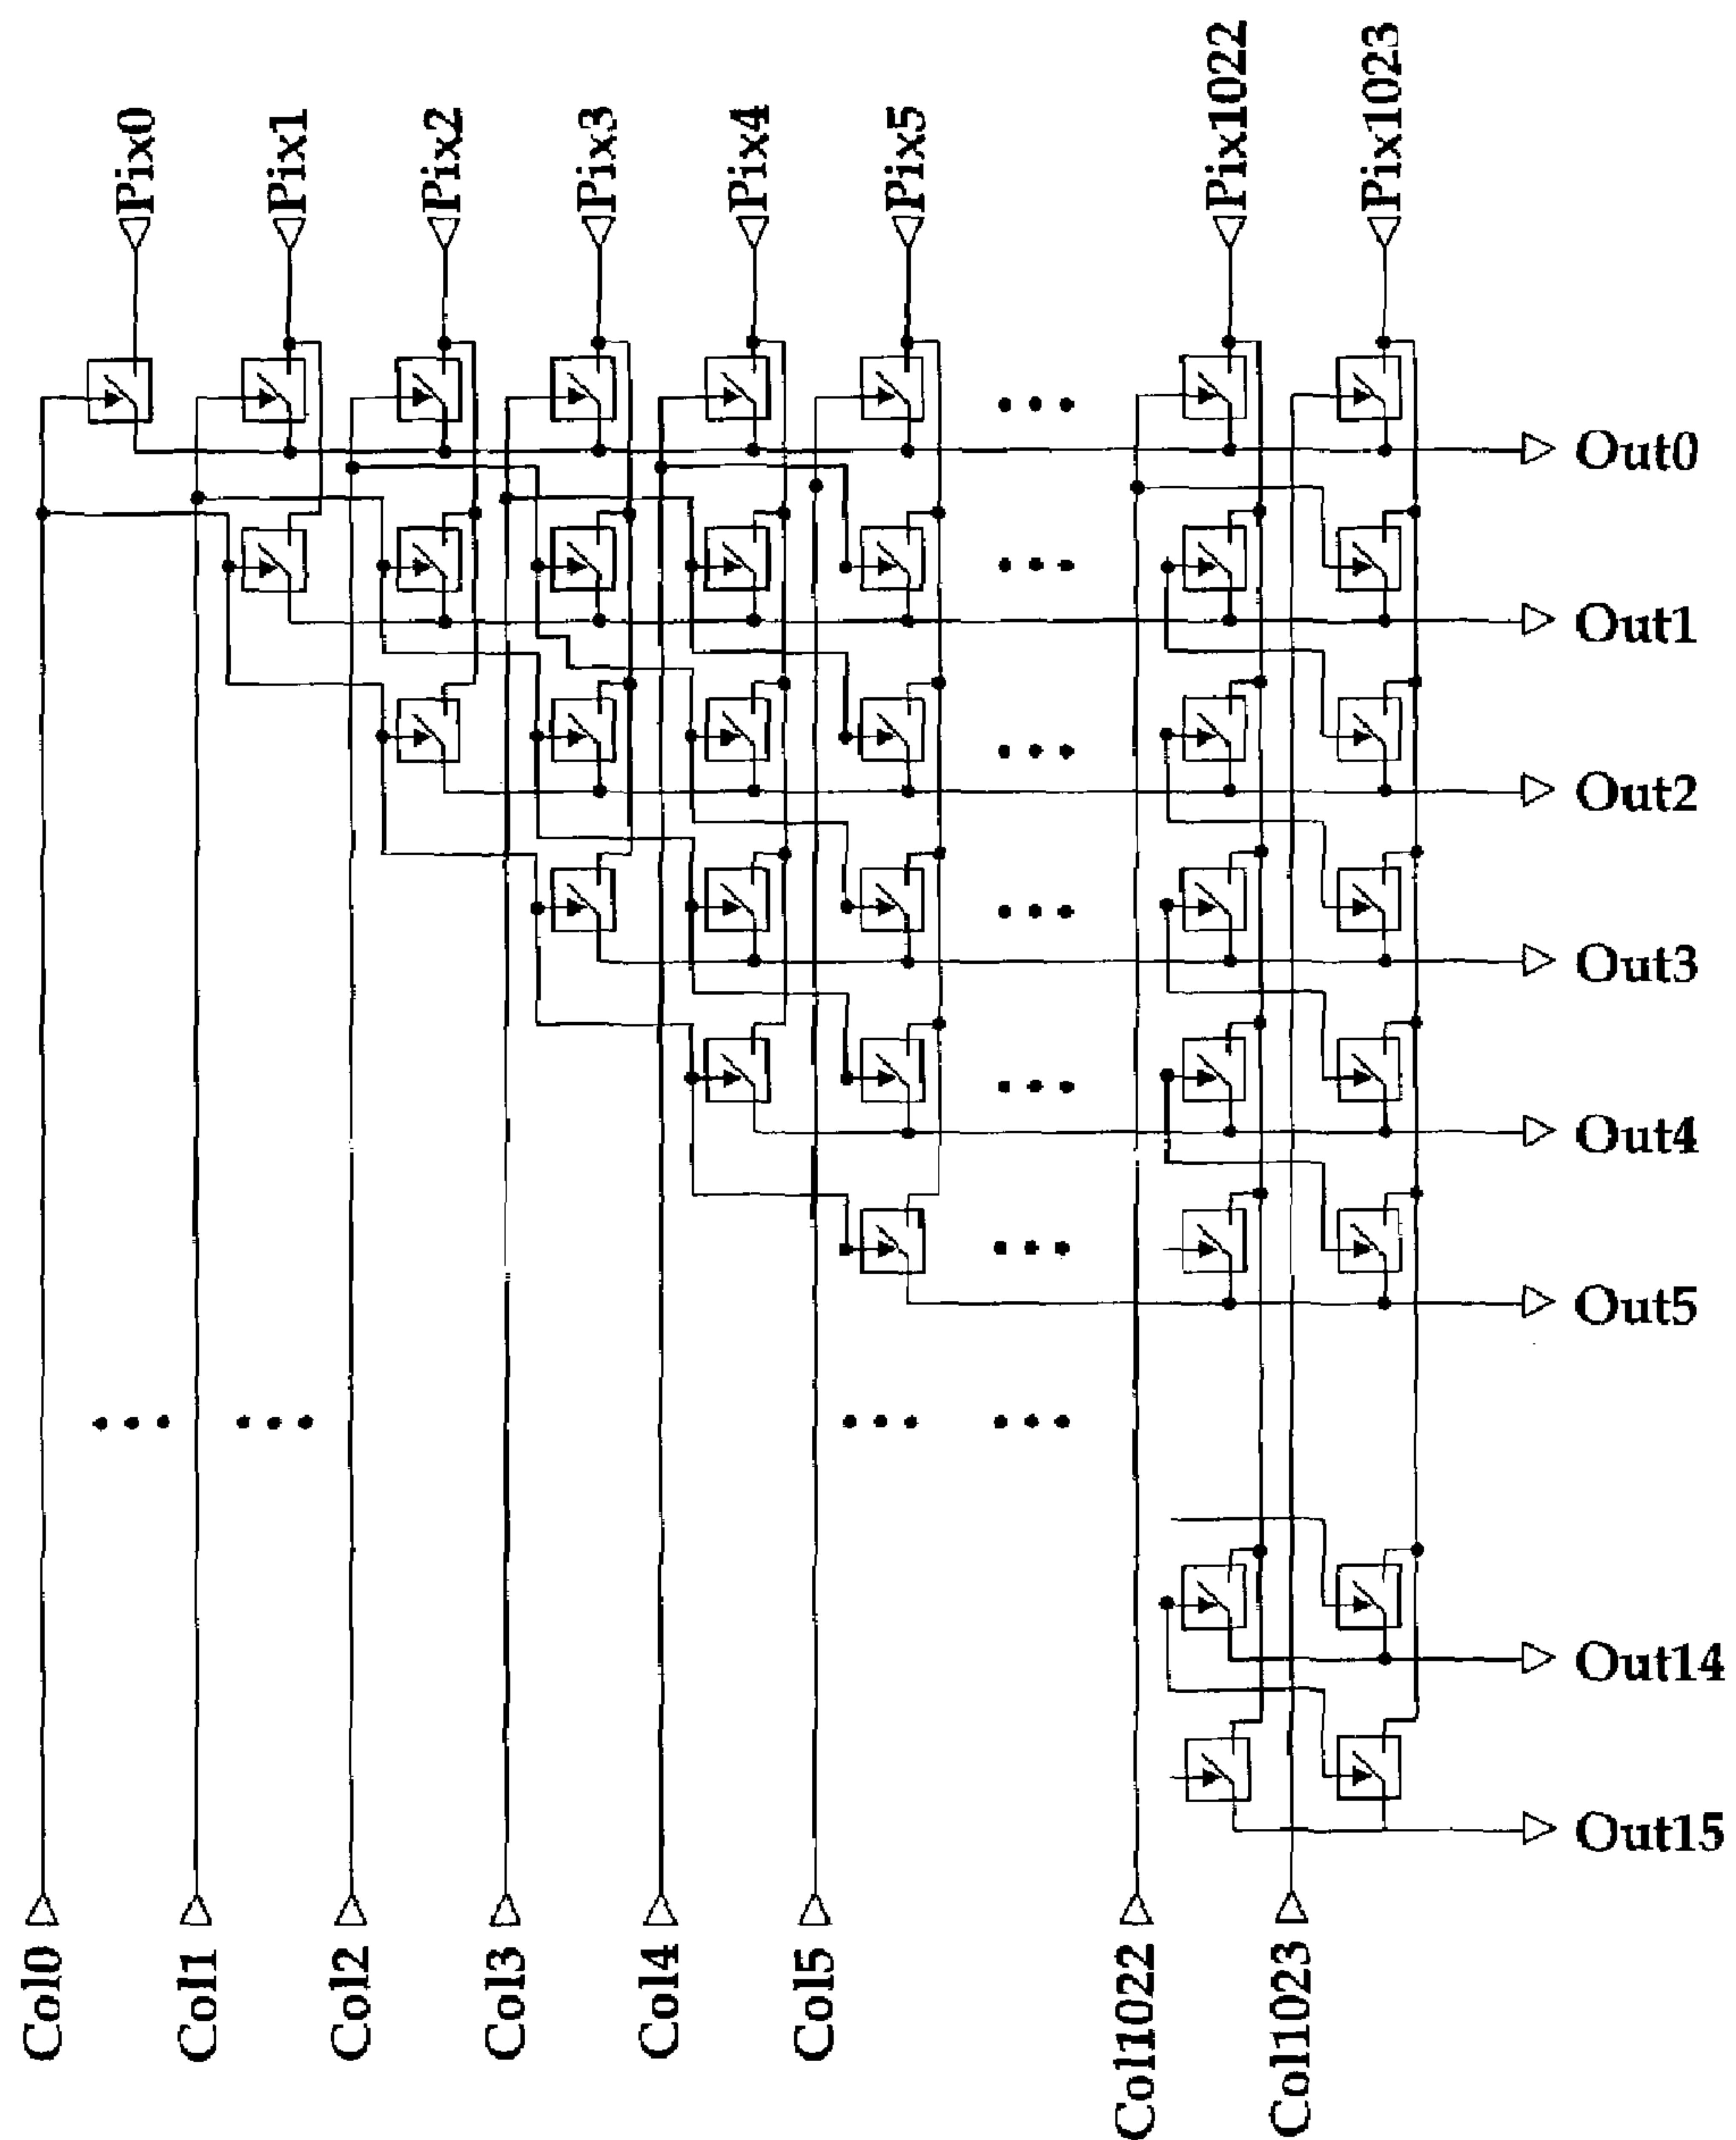 Pix0
Pix1
Pix2
Pix3
Pix4
Pix5
Pix1022
Pix1023
Out0
Out1
Out2
Out3
Out4
Out5
Out14
Out15
Col0
Col1
Col2
Col3
Col4
Col5
Col1022
Col1023